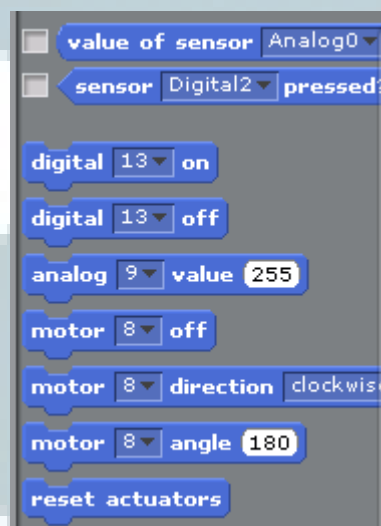 value of sensor Analog0
sensor Digital2 pressed?
digital 13 on
digital 13 off
analog 9 value 255
motor 8 off
motor 8 direction clockwise
motor 8 angle 180
reset actuators